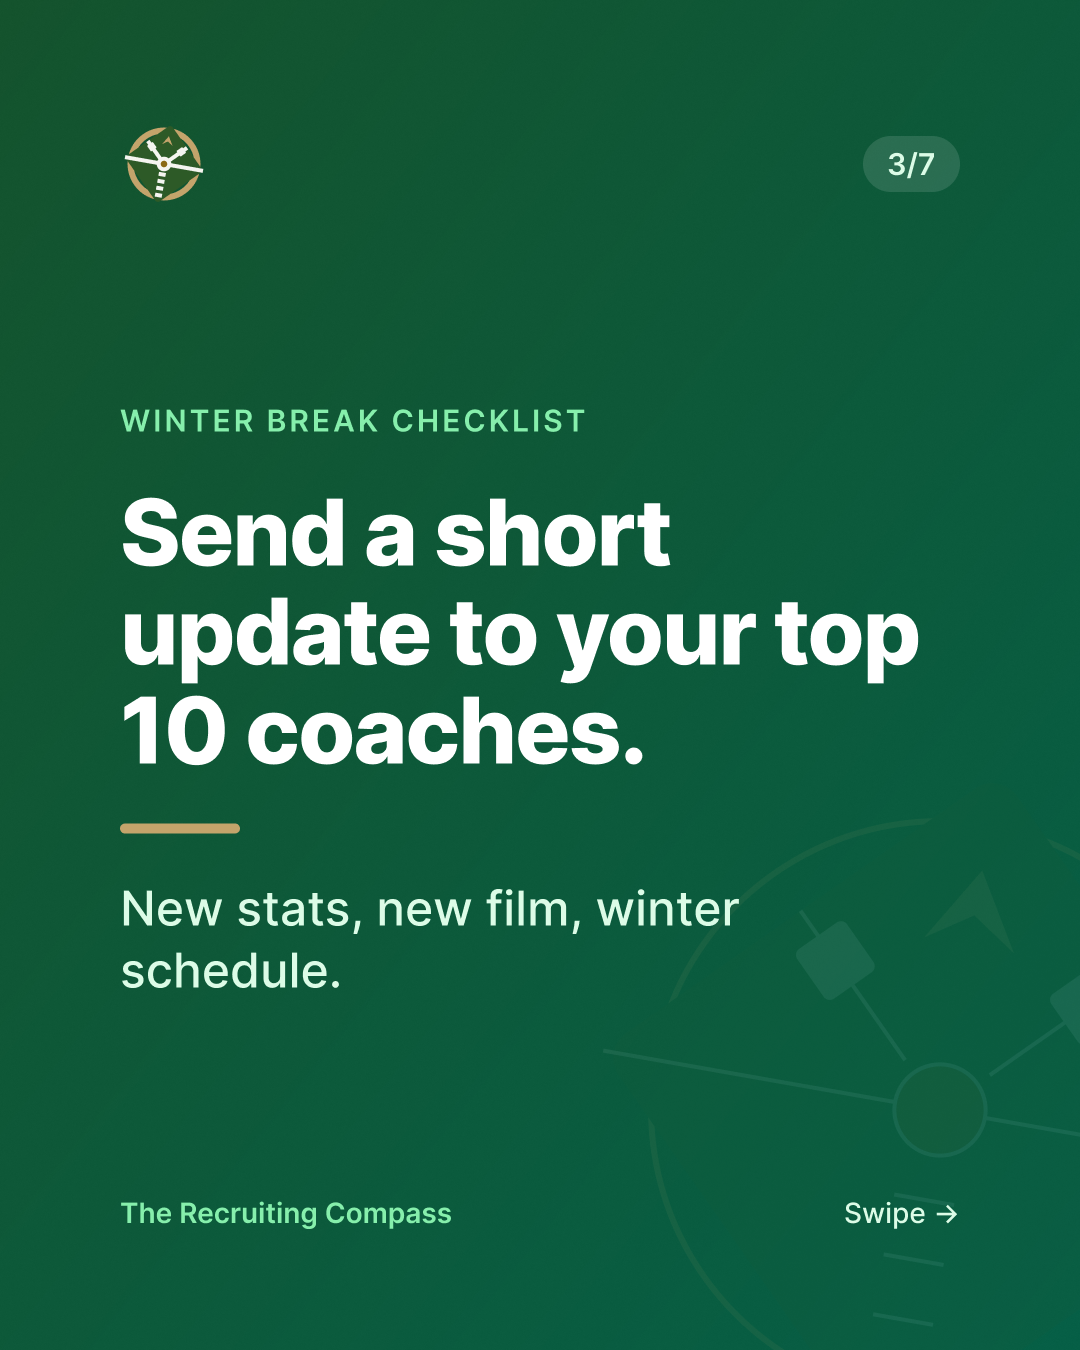 3/7
WINTER BREAK CHECKLIST
Send a short
update to your top
10 coaches.
New stats, new film, winter
schedule.
The Recruiting Compass
Swipe →